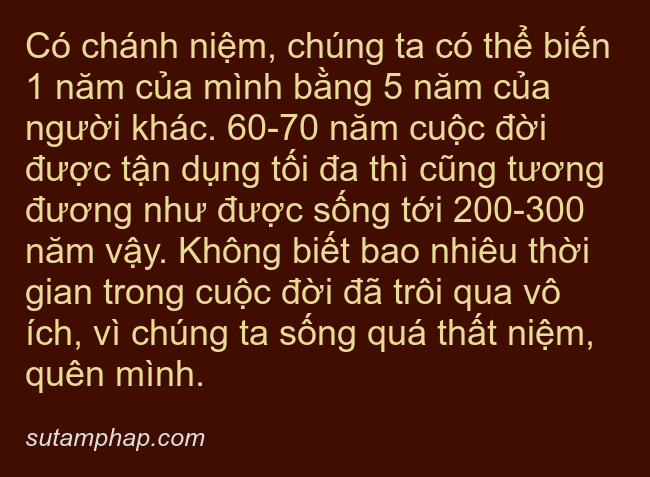 Có chánh niệm, chúng ta có thể biến
1 năm của mình bằng 5 năm của
người khác. 60-70 năm cuộc đời
được tận dụng tối đa thì cũng tương
đương như được sống tới 200-300
năm vậy. Không biết bao nhiêu thời
gian trong cuộc đời đã trôi qua vô
ích, vì chúng ta sống quá thất niệm,
quên mình.
sutamphap.com